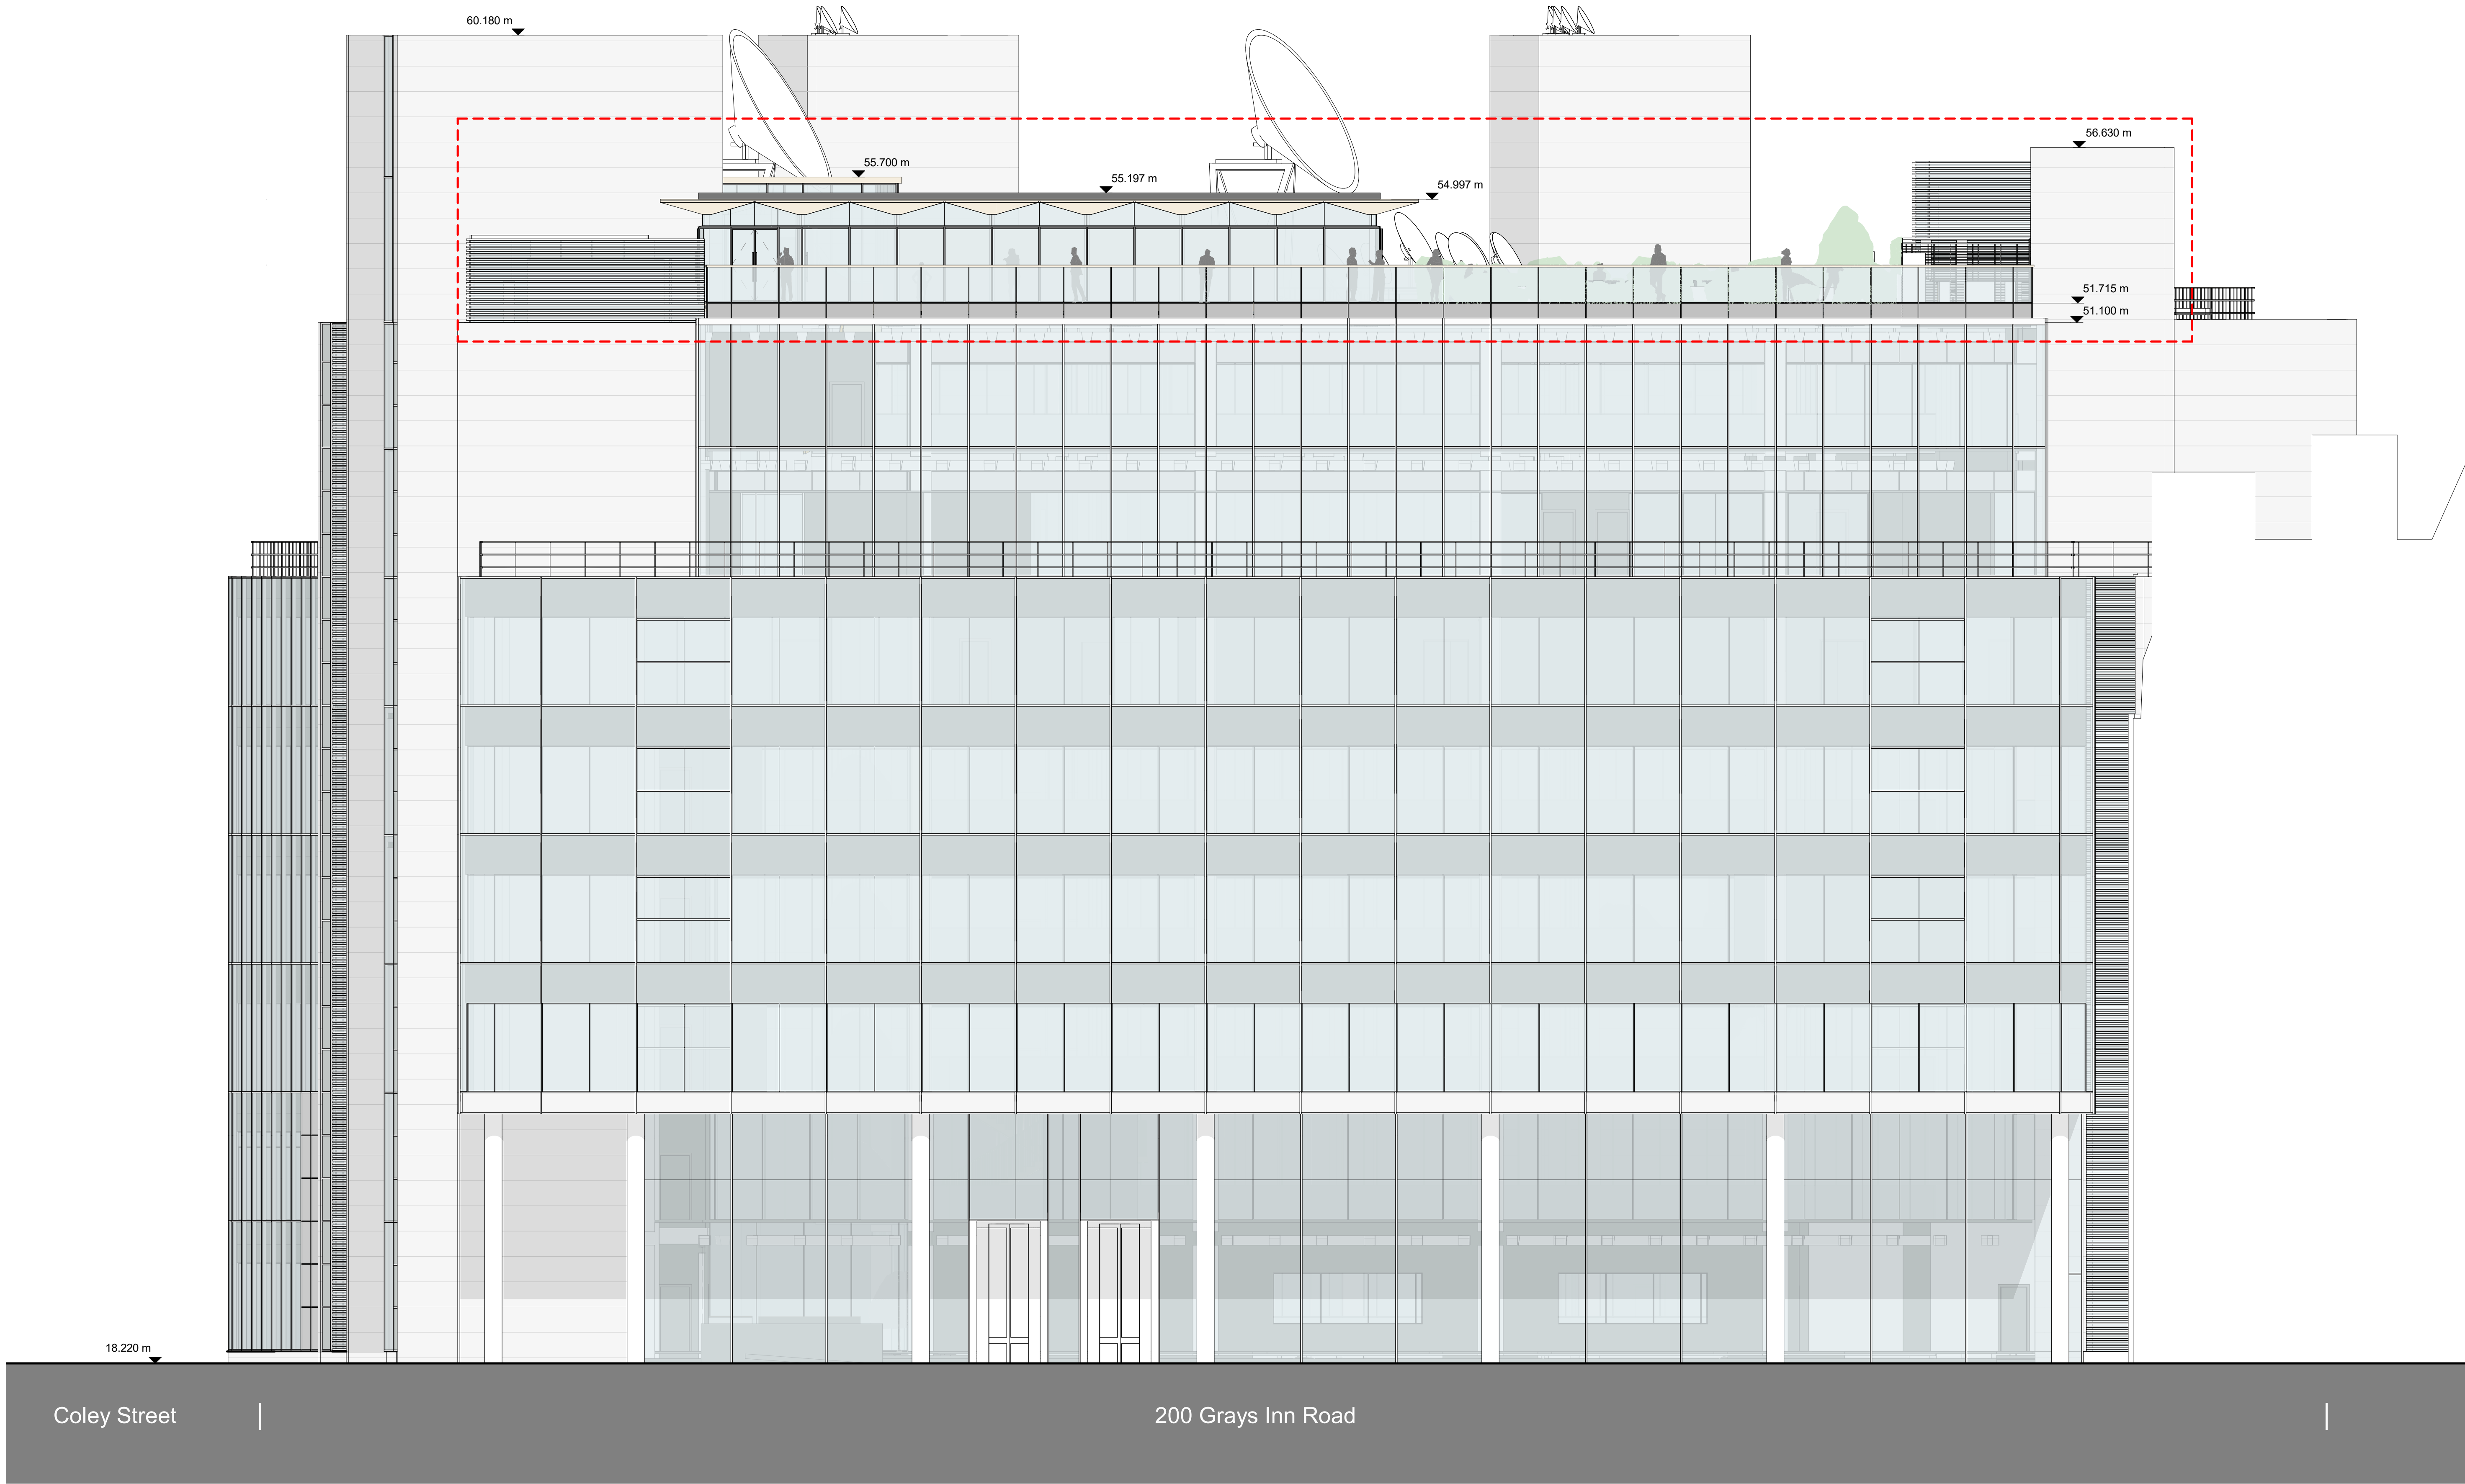 60.180 m
56.630 m
55.700 m
55.197 m
54.997 m
51.715 m
51.100 m
18.220 m
Coley Street
200 Grays Inn Road